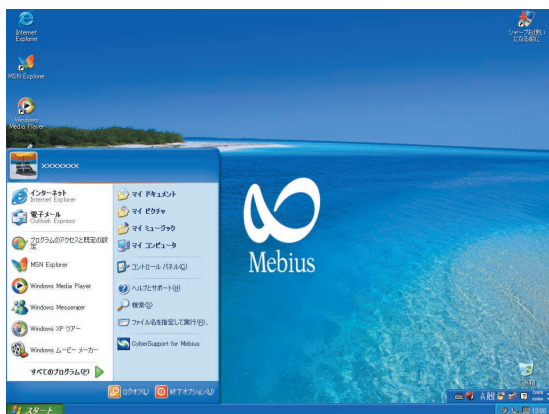 Internet
Explorer
MSN Explorer
Windows
Media Player
シャープお使い
になる前に
xxxxxxx
インターネット
Internet Explorer
電子メール
Outlook Express
プログラムのアクセスと既定の設
定
MSN Explorer
Windows Media Player
Windows Messenger
Windows XP ツアー
Windows ムービー メーカー
すべてのプログラム(P)
マイ ドキュメント
マイ ピクチャ
マイ ミュージック
マイ コンピュータ
コントロール パネル(C)
ヘルプとサポート(H)
検索(S)
ファイル名を指定して実行(R)...
CyberSupport for Mebius
ログオフ(L)
終了オプション(U)
Mebius
ごみ箱
A 般
スタート